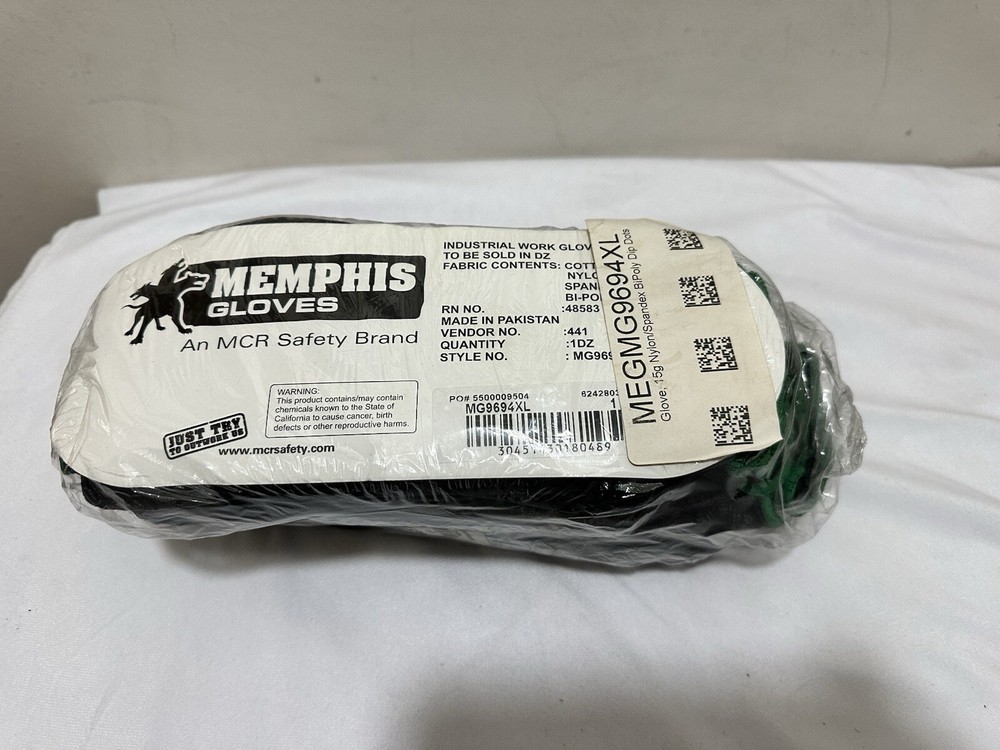 MEMPHIS
GLOVES
An MCR Safety Brand
INDUSTRIAL WORK GLOV
TO BE SOLD IN DZ
FABRIC CONTENTS: COTT
NYLO
SPAN
BI-PO
RN NO. :48583
MADE IN PAKISTAN
VENDOR NO. :441
QUANTITY :1DZ
STYLE NO. : MG969
WARNING:
This product contains/may contain
chemicals known to the State of
California to cause cancer, birth
defects or other reproductive harms.
JUST TRY
TO OUTWORK US
www.mcrsafety.com
PO# 5500009504
MG9694XL
MEGMG9694XL
Glove, 15g Nylon/Spandex BiPoly Dip Dots